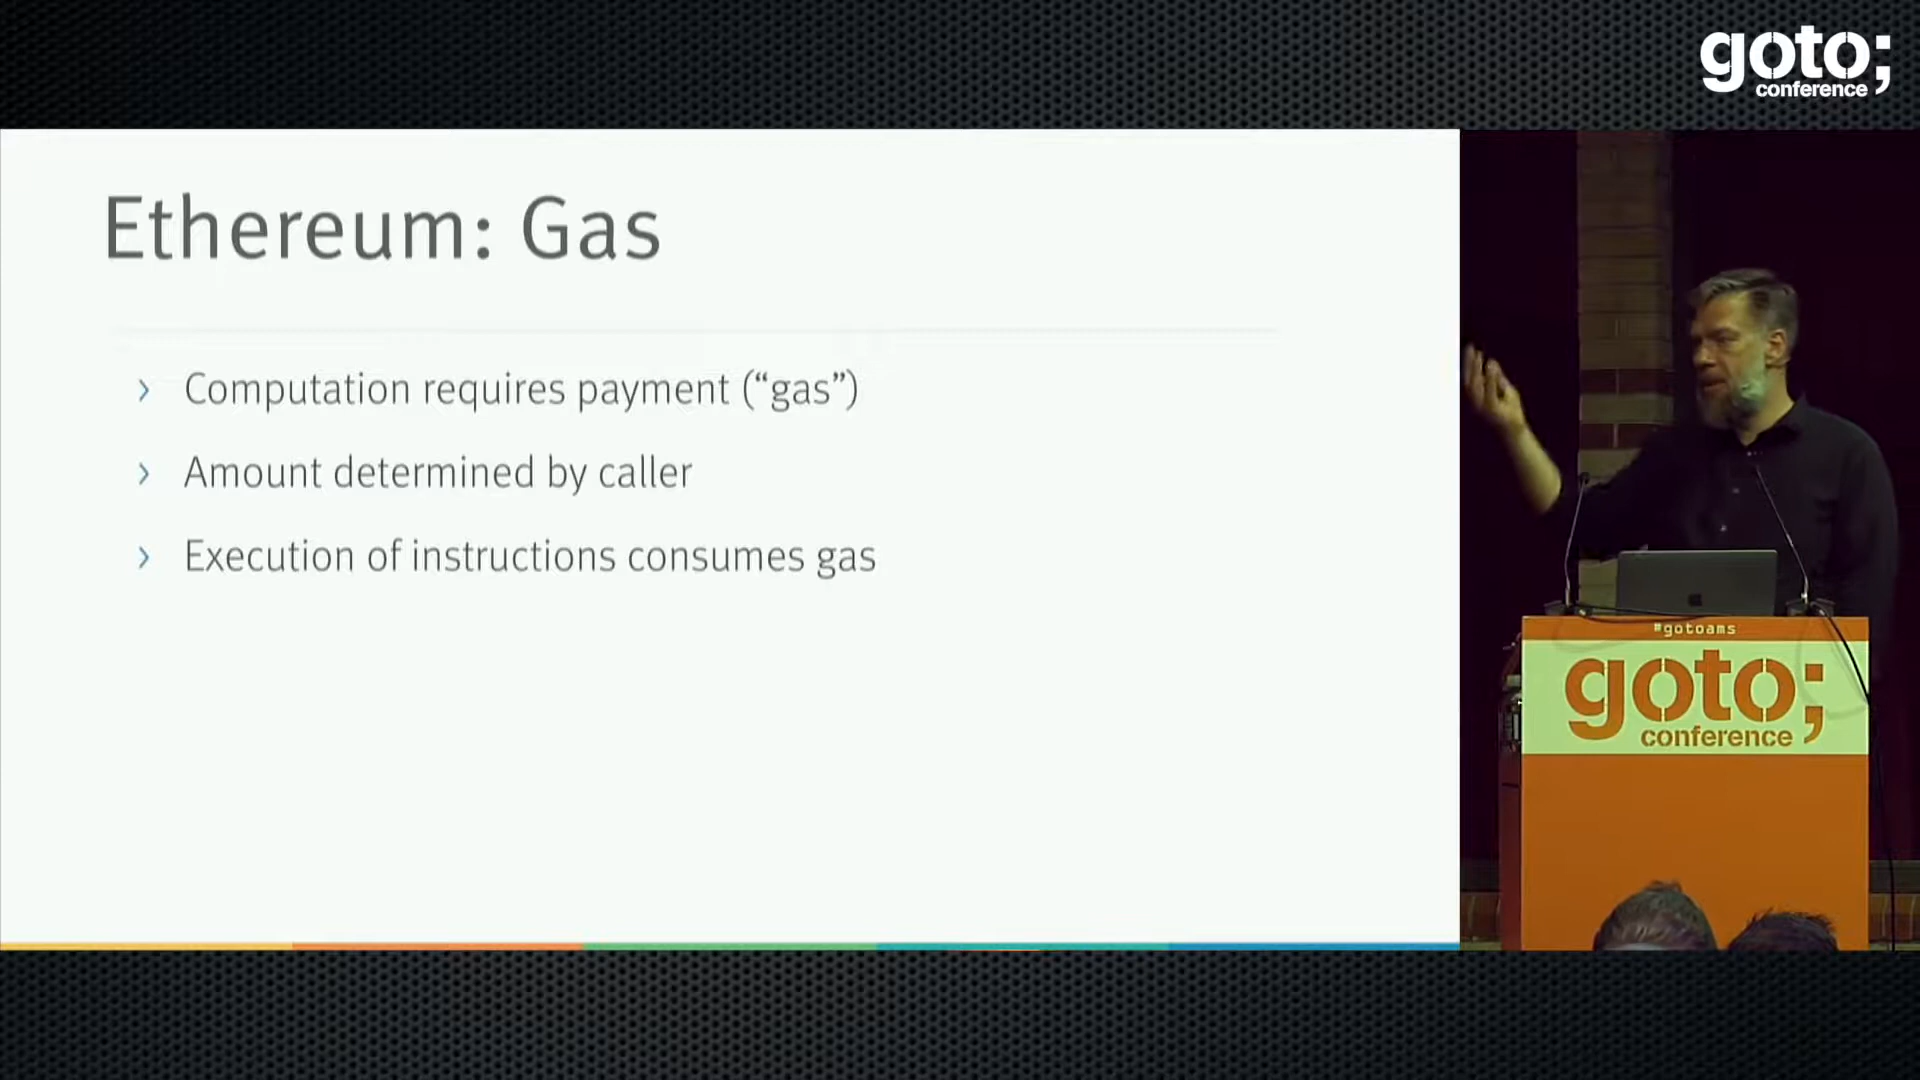 goto;
conference
Ethereum: Gas
› Computation requires payment (“gas”)
› Amount determined by caller
› Execution of instructions consumes gas
#gotoams
goto;
conference